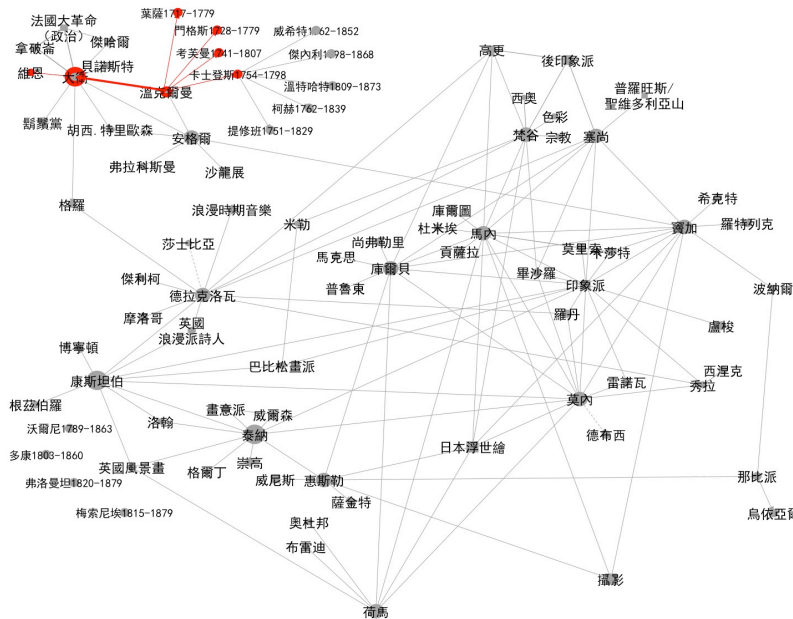 葉薩1717-1779
法國大革命
（政治）
門格斯1728-1779
威希特1762-1852
傑哈爾
拿破崙
考芙曼1741-1807
高更
後印象派
貝諾斯特
維恩
大衛
卡士登斯1754-1798
溫克爾曼
溫特哈特1809-1873
普羅旺斯/
聖維多利亞山
西奧
柯赫1762-1839
色彩
鬍鬚黨
胡西.特里歐森
提修班1751-1829
安格爾
梵谷
宗教
塞尚
弗拉科斯曼
沙龍展
希克特
格羅
浪漫時期音樂
庫爾圖
米勒
杜米埃
馬內
竇加
羅特列克
莎士比亞
尚弗勒里
貢薩拉
莫里索
卡莎特
馬克思
庫爾貝
畢沙羅
傑利柯
德拉克洛瓦
普魯東
印象派
波納爾
摩洛哥
英國
浪漫派詩人
羅丹
盧梭
博寧頓
巴比松畫派
西涅克
康斯坦伯
雷諾瓦
秀拉
根茲伯羅
畫意派
威爾森
莫內
沃爾尼1789-1863
洛翰
泰納
德布西
多康1803-1860
英國風景畫
格爾丁
崇高
日本浮世繪
弗洛曼坦1820-1879
威尼斯
惠斯勒
那比派
薩金特
梅索尼埃1815-1879
奧杜邦
布雷迪
攝影
荷馬